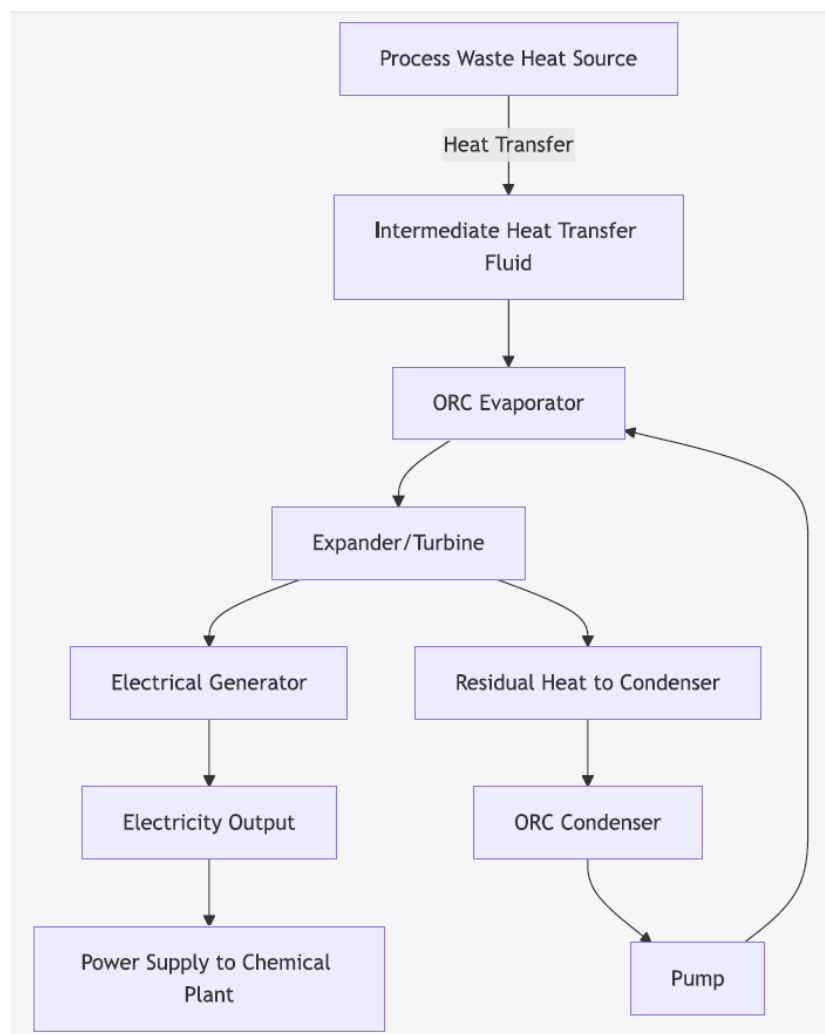 Process Waste Heat Source
Heat Transfer
Intermediate Heat Transfer
Fluid
ORC Evaporator
Expander/Turbine
Electrical Generator
Residual Heat to Condenser
Electricity Output
ORC Condenser
Power Supply to Chemical
Plant
Pump